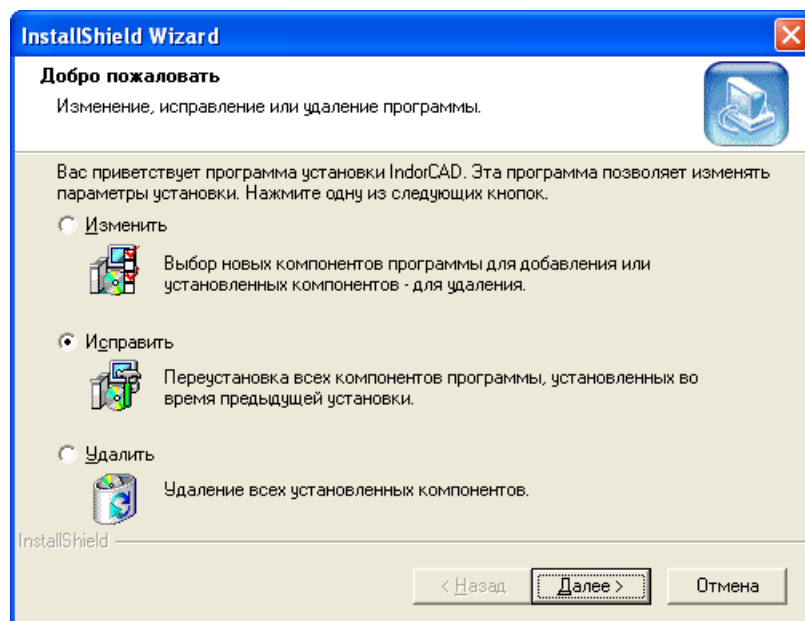 InstallShield Wizard
Добро пожаловать
Изменение, исправление или удаление программы.
Вас приветствует программа установки IndorCAD. Эта программа позволяет изменять
параметры установки. Нажмите одну из следующих кнопок.
Изменить
Выбор новых компонентов программы для добавления или
установленных компонентов - для удаления.
Исправить
Переустановка всех компонентов программы, установленных во
время предыдущей установки.
Удалить
Удаление всех установленных компонентов.
InstallShield
< Назад Далее > Отмена